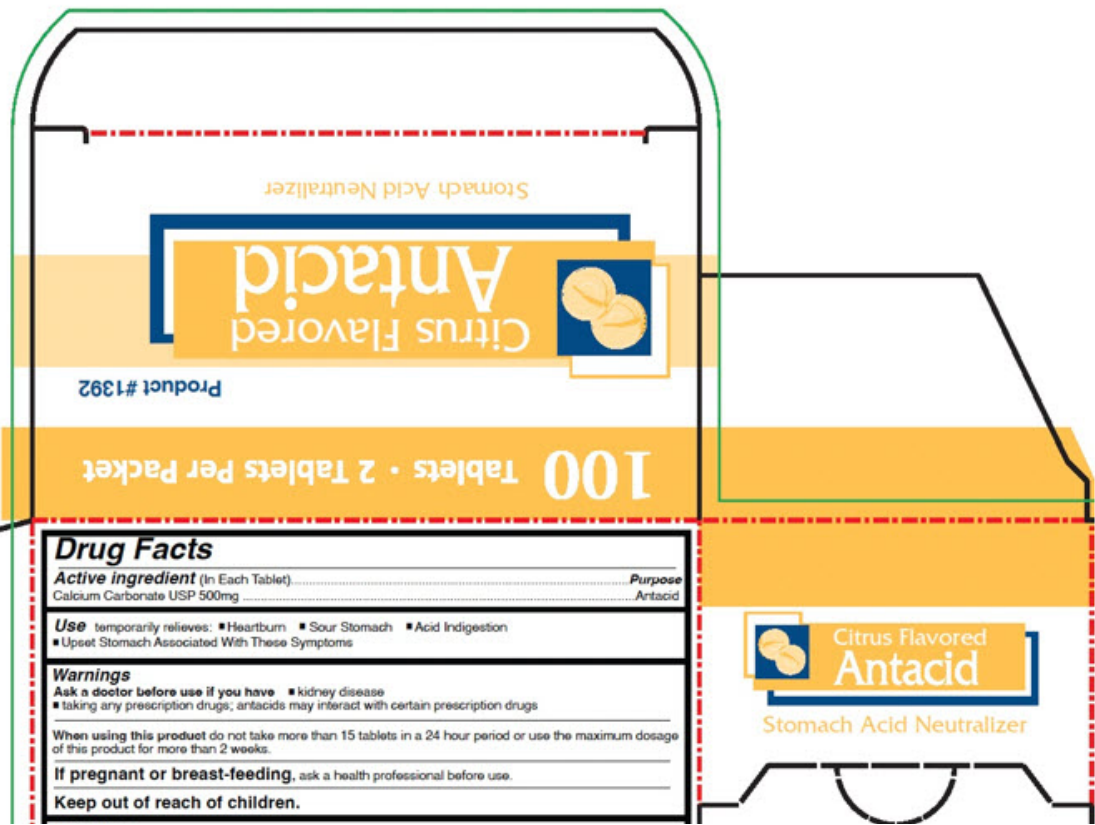 Stomach Acid Neutralizer
Antacid
Citrus Flavored
Product #1392
100 Tablets • 2 Tablets Per Packet
Drug Facts
Active ingredient (In Each Tablet)..........Purpose
Calcium Carbonate USP 500mg ..........Antacid
Use temporarily relieves: ■ Heartburn ■ Sour Stomach ■ Acid Indigestion
■ Upset Stomach Associated With These Symptoms
Warnings
Ask a doctor before use if you have ■ kidney disease
■ taking any prescription drugs; antacids may interact with certain prescription drugs
When using this product do not take more than 15 tablets in a 24 hour period or use the maximum dosage
of this product for more than 2 weeks.
If pregnant or breast-feeding, ask a health professional before use.
Keep out of reach of children.
Citrus Flavored
Antacid
Stomach Acid Neutralizer